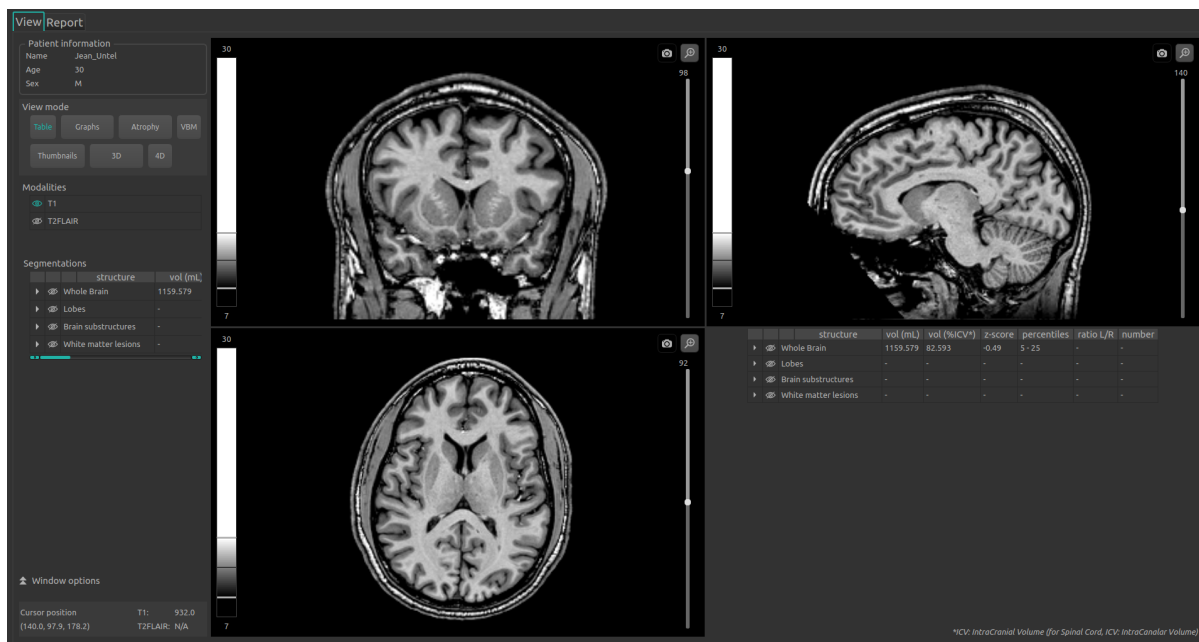 View Report
Patient information
Name Jean_Untel
Age 30
Sex M
View mode
Table Graphs Atrophy VBM
Thumbnails 3D 4D
Modalities
T1
T2FLAIR
Segmentations
structure vol (mL)
Whole Brain 1159.579
Lobes -
Brain substructures -
White matter lesions -
Window options
Cursor position T1: 932.0
(140.0, 97.9, 178.2) T2FLAIR: N/A
30
98
7
30
140
7
30
92
7
structure vol (mL) vol (%ICV*) z-score percentiles ratio L/R number
Whole Brain 1159.579 82.593 -0.49 5 - 25 - -
Lobes - - - - - -
Brain substructures - - - - - -
White matter lesions - - - - - -
*ICV: IntraCranial Volume (for Spinal Cord, ICV: IntraCanalar Volume)